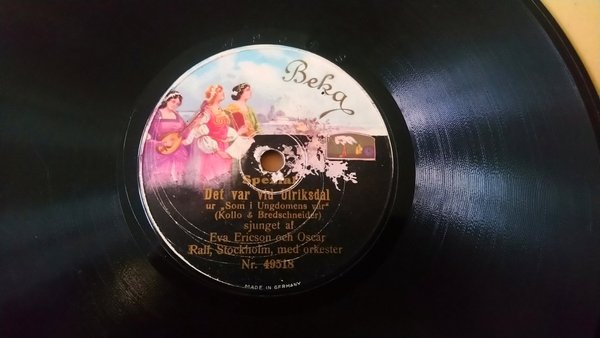 Beka
Spezial
Det var vid Ulriksdal
ur „Som i Ungdomens vår"
(Kollo & Bredschneider)
sjunget af
Eva Ericson och Oscar
Ralf, Stockholm, med orkester
Nr. 49518
MADE IN GERMANY